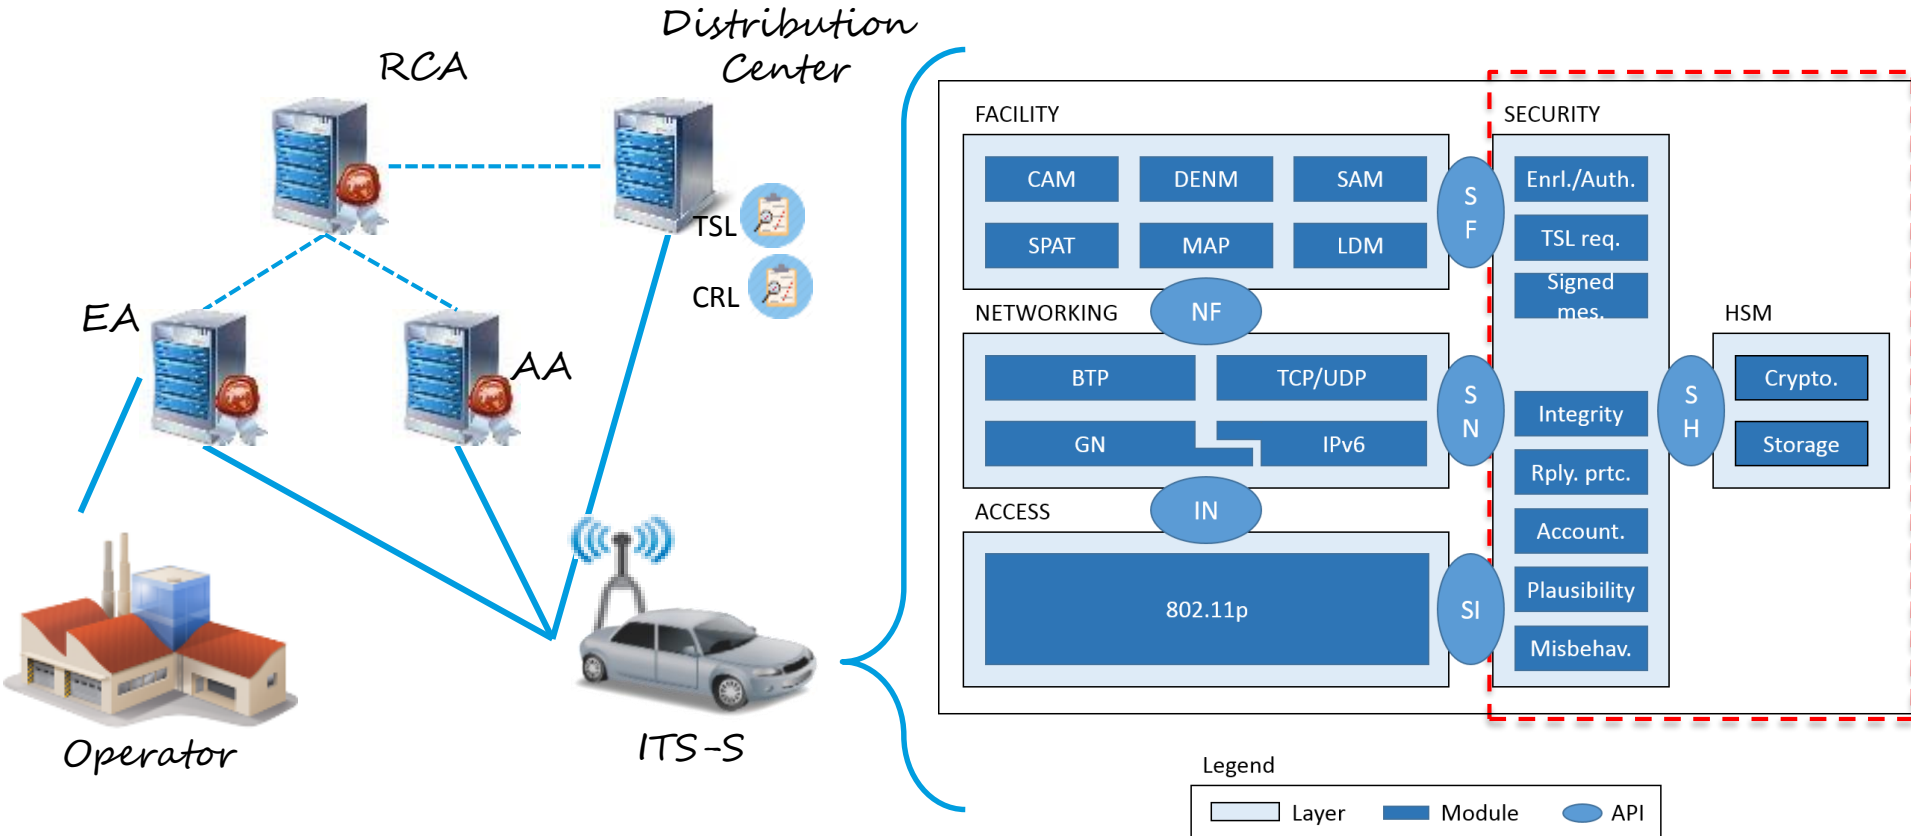 RCA
Distribution
Center
TSL
CRL
EA
AA
Operator
ITS-S
FACILITY
CAM
DENM
SAM
SPAT
MAP
LDM
S
F
NF
NETWORKING
BTP
TCP/UDP
GN
IPv6
S
N
IN
ACCESS
802.11p
SI
SECURITY
Enrl./Auth.
TSL req.
Signed
mes.
Integrity
Rply. prtc.
Account.
Plausibility
Misbehav.
S
H
HSM
Crypto.
Storage
Legend
Layer
Module
API